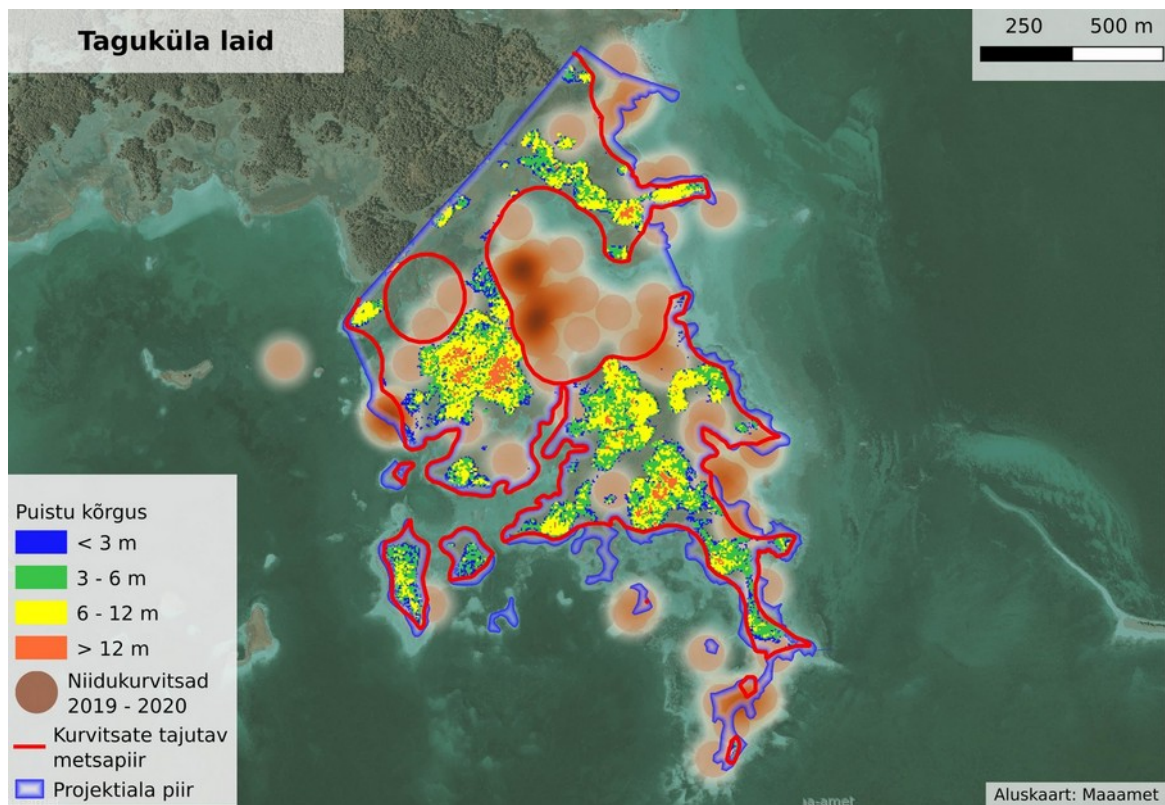 Taguküla laid
250 500 m
Puistu kõrgus
< 3 m
3 - 6 m
6 - 12 m
> 12 m
Niidukurvitsad
2019 - 2020
Kurvitsate tajutav
metsapiir
Projektiala piir
Aluskaart: Maaamet